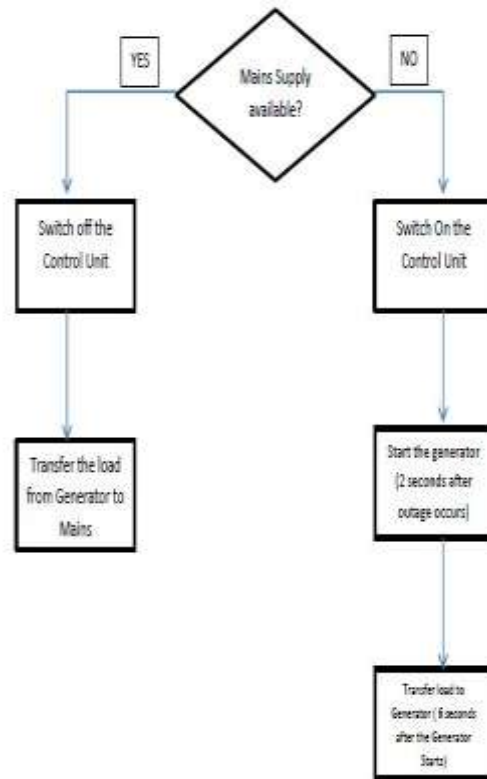 YES
Mains Supply
available?
NO
Switch off the
Control Unit
Switch On the
Control Unit
Transfer the load
from Generator to
Mains
Start the generator
(2 seconds after
outage occurs)
Transfer load to
Generator ( 6 seconds
after the Generator
Starts)